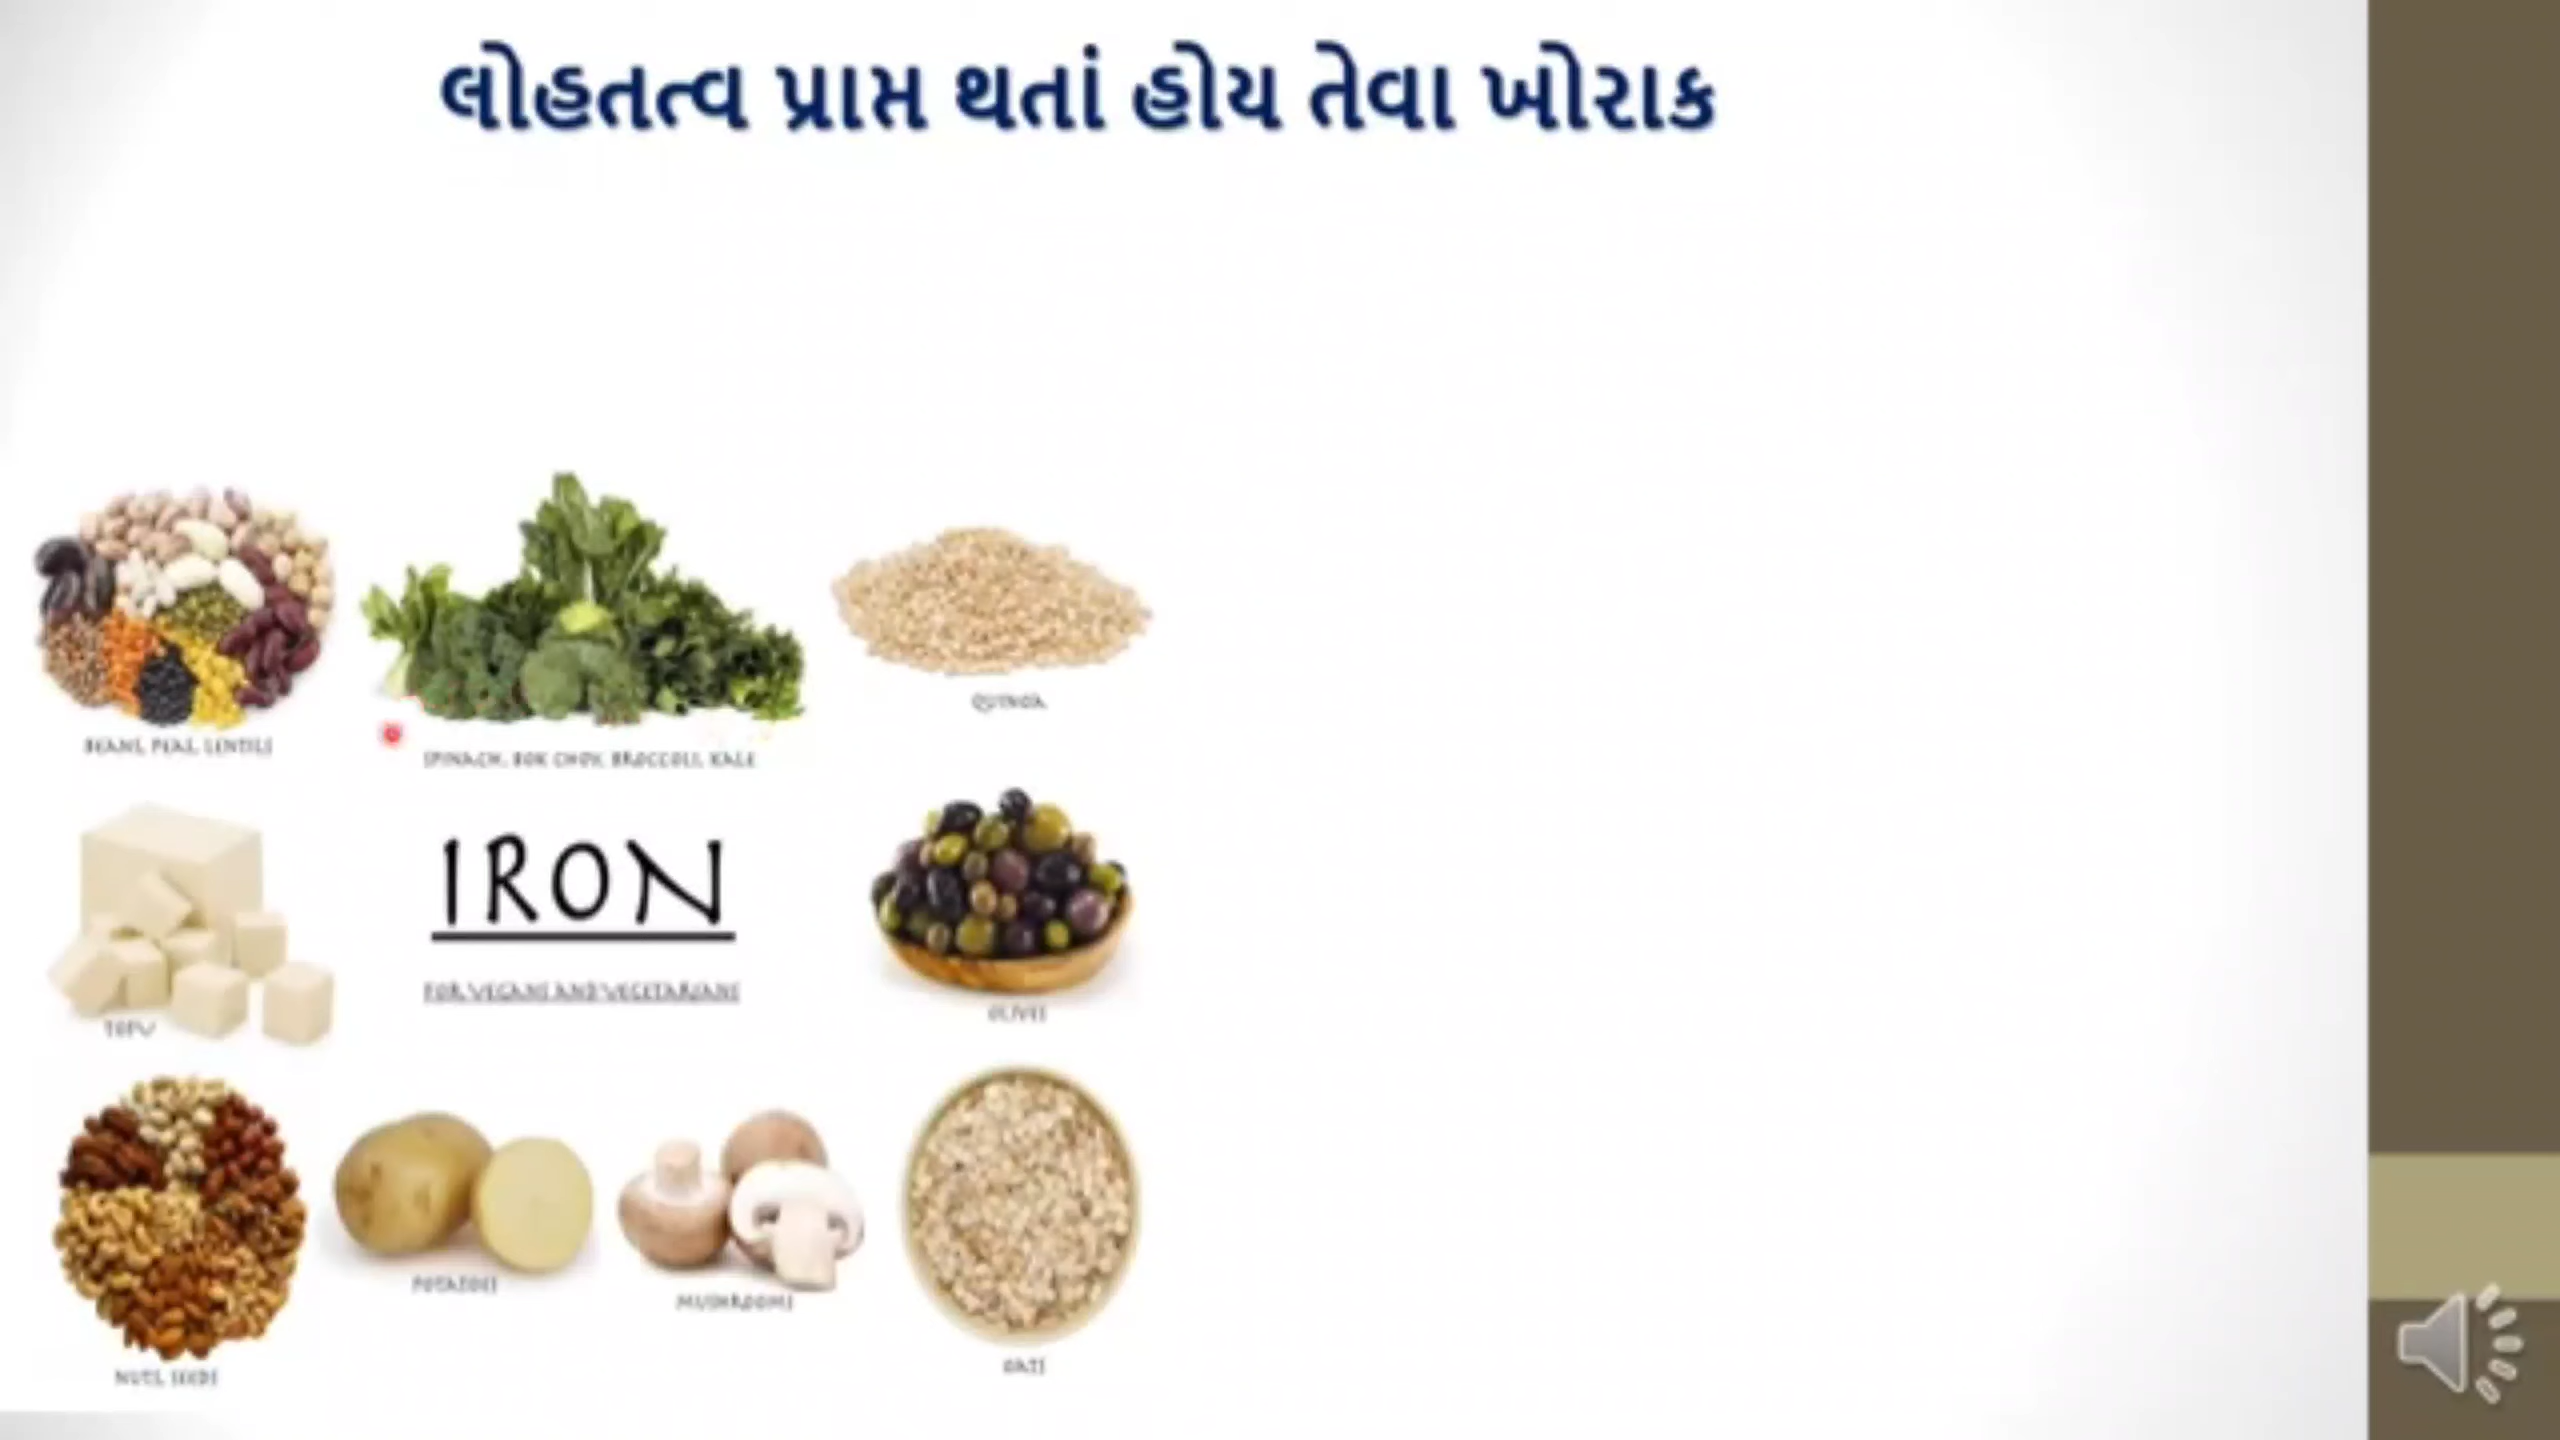 લોહતત્વ પ્રાપ્ત થતાં હોય તેવા ખોરાક
BEANS, PEAS, LENTILS
SPINACH, BOK CHOY, BROCCOLI, KALE
QUINOA
IRON
FOR VEGANS AND VEGETARIANS
TOFU
OLIVES
POTATOES
MUSHROOMS
NUTS, SEEDS
OATS